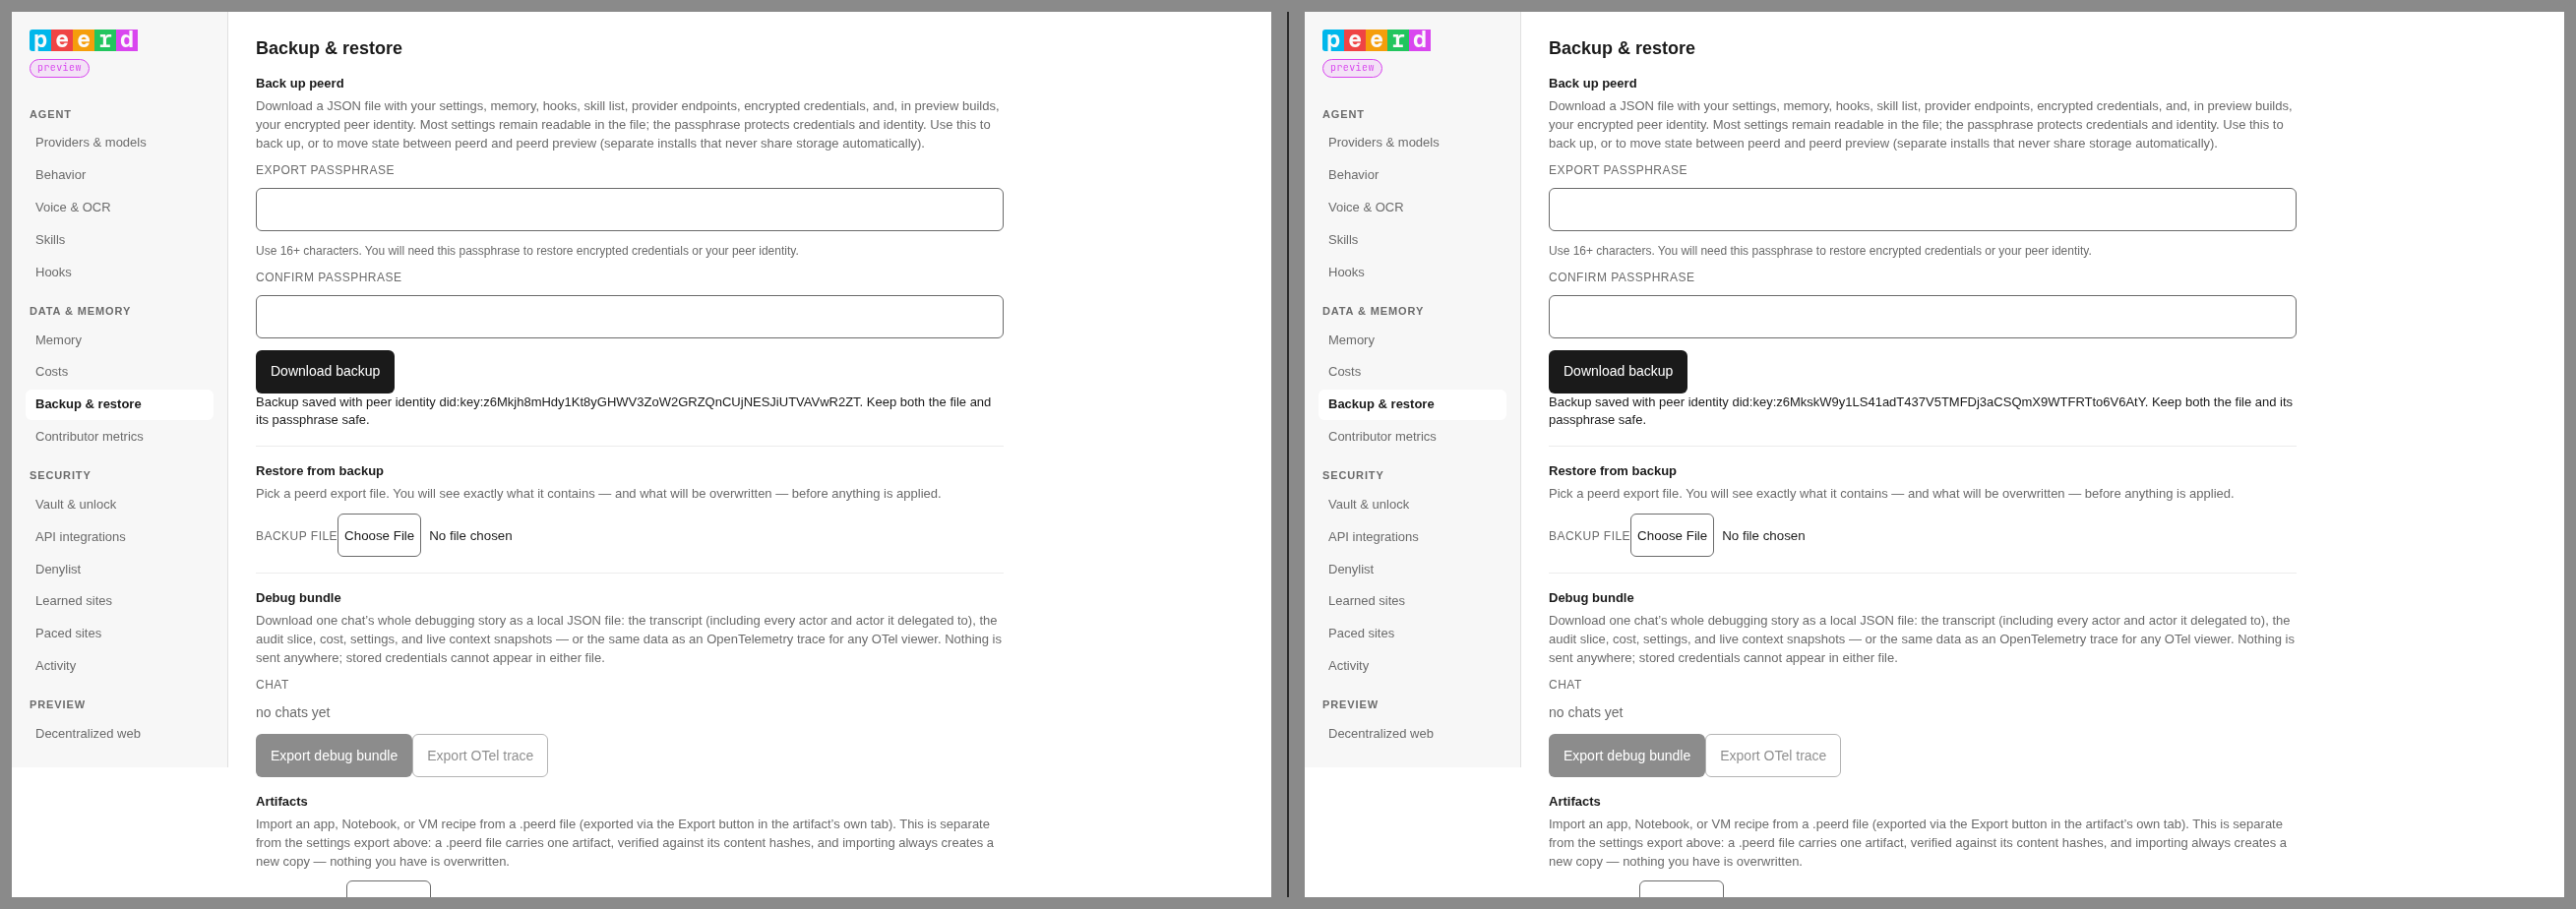 peerd
preview
AGENT
Providers & models
Behavior
Voice & OCR
Skills
Hooks
DATA & MEMORY
Memory
Costs
Backup & restore
Contributor metrics
SECURITY
Vault & unlock
API integrations
Denylist
Learned sites
Paced sites
Activity
PREVIEW
Decentralized web
Backup & restore
Back up peerd
Download a JSON file with your settings, memory, hooks, skill list, provider endpoints, encrypted credentials, and, in preview builds,
your encrypted peer identity. Most settings remain readable in the file; the passphrase protects credentials and identity. Use this to
back up, or to move state between peerd and peerd preview (separate installs that never share storage automatically).
EXPORT PASSPHRASE
Use 16+ characters. You will need this passphrase to restore encrypted credentials or your peer identity.
CONFIRM PASSPHRASE
Download backup
Backup saved with peer identity did:key:z6Mkjh8mHdy1Kt8yGHWV3ZoW2GRZQnCUjNESJiUTVAVwR2ZT. Keep both the file and
its passphrase safe.
Restore from backup
Pick a peerd export file. You will see exactly what it contains — and what will be overwritten — before anything is applied.
BACKUP FILE Choose File No file chosen
Debug bundle
Download one chat’s whole debugging story as a local JSON file: the transcript (including every actor and actor it delegated to), the
audit slice, cost, settings, and live context snapshots — or the same data as an OpenTelemetry trace for any OTel viewer. Nothing is
sent anywhere; stored credentials cannot appear in either file.
CHAT
no chats yet
Export debug bundle Export OTel trace
Artifacts
Import an app, Notebook, or VM recipe from a .peerd file (exported via the Export button in the artifact’s own tab). This is separate
from the settings export above: a .peerd file carries one artifact, verified against its content hashes, and importing always creates a
new copy — nothing you have is overwritten.
peerd
preview
AGENT
Providers & models
Behavior
Voice & OCR
Skills
Hooks
DATA & MEMORY
Memory
Costs
Backup & restore
Contributor metrics
SECURITY
Vault & unlock
API integrations
Denylist
Learned sites
Paced sites
Activity
PREVIEW
Decentralized web
Backup & restore
Back up peerd
Download a JSON file with your settings, memory, hooks, skill list, provider endpoints, encrypted credentials, and, in preview builds,
your encrypted peer identity. Most settings remain readable in the file; the passphrase protects credentials and identity. Use this to
back up, or to move state between peerd and peerd preview (separate installs that never share storage automatically).
EXPORT PASSPHRASE
Use 16+ characters. You will need this passphrase to restore encrypted credentials or your peer identity.
CONFIRM PASSPHRASE
Download backup
Backup saved with peer identity did:key:z6MkskW9y1LS41adT437V5TMFDj3aCSQmX9WTFRTto6V6AtY. Keep both the file and its
passphrase safe.
Restore from backup
Pick a peerd export file. You will see exactly what it contains — and what will be overwritten — before anything is applied.
BACKUP FILE Choose File No file chosen
Debug bundle
Download one chat’s whole debugging story as a local JSON file: the transcript (including every actor and actor it delegated to), the
audit slice, cost, settings, and live context snapshots — or the same data as an OpenTelemetry trace for any OTel viewer. Nothing is
sent anywhere; stored credentials cannot appear in either file.
CHAT
no chats yet
Export debug bundle Export OTel trace
Artifacts
Import an app, Notebook, or VM recipe from a .peerd file (exported via the Export button in the artifact’s own tab). This is separate
from the settings export above: a .peerd file carries one artifact, verified against its content hashes, and importing always creates a
new copy — nothing you have is overwritten.